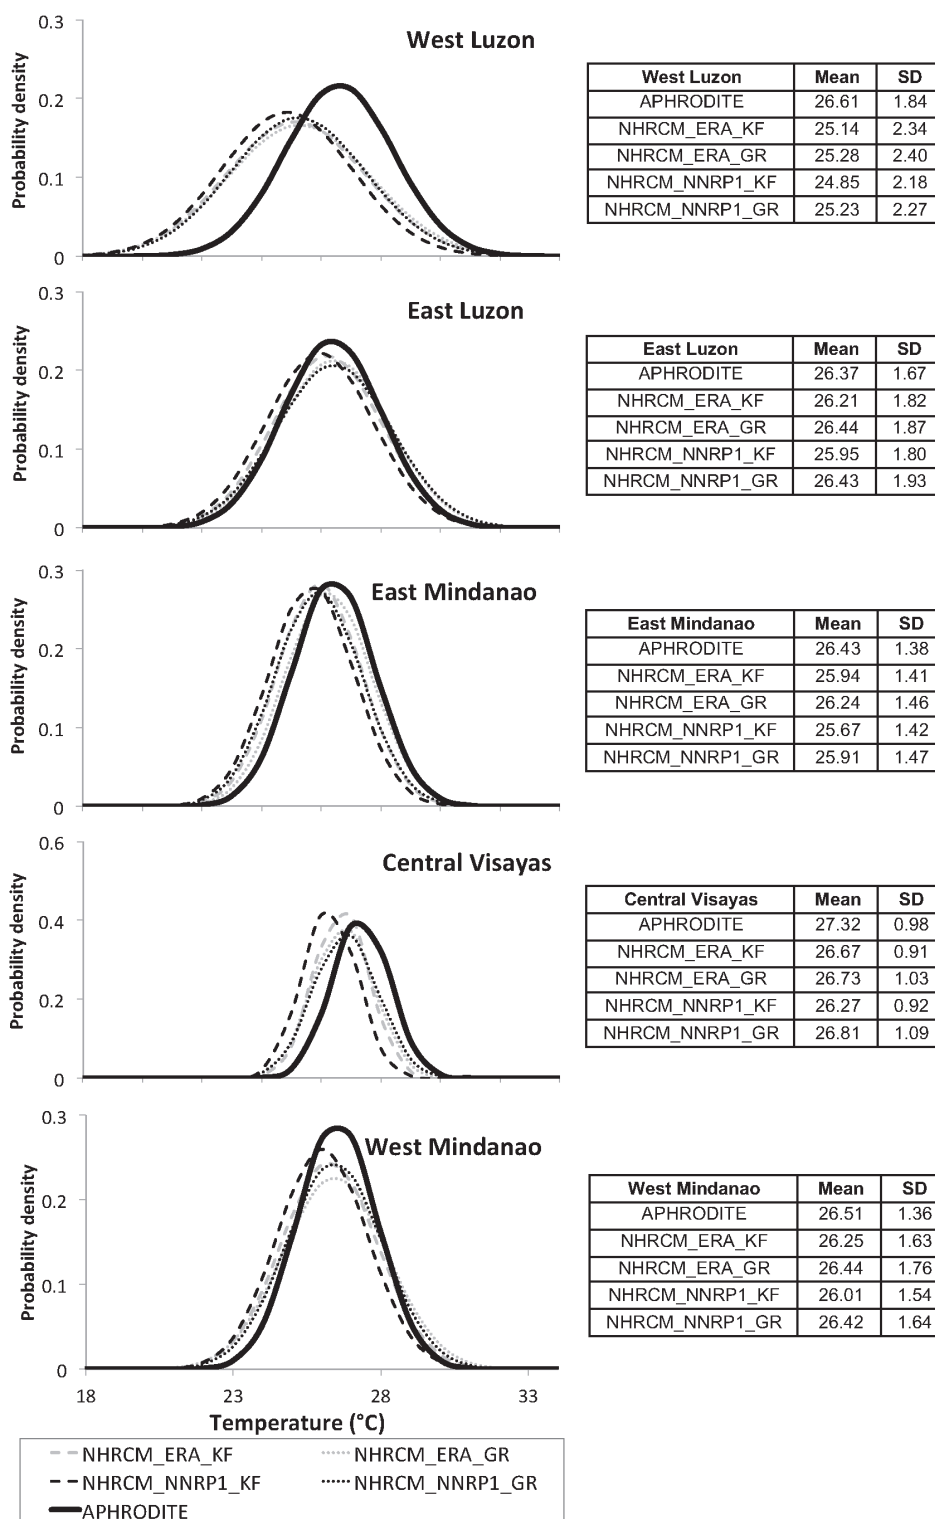 0.3
West Luzon
Probability density
0.2
0.1
0
West Luzon Mean SD
APHRODITE 26.61 1.84
NHRCM_ERA_KF 25.14 2.34
NHRCM_ERA_GR 25.28 2.40
NHRCM_NNRP1_KF 24.85 2.18
NHRCM_NNRP1_GR 25.23 2.27
0.3
East Luzon
Probability density
0.2
0.1
0
East Luzon Mean SD
APHRODITE 26.37 1.67
NHRCM_ERA_KF 26.21 1.82
NHRCM_ERA_GR 26.44 1.87
NHRCM_NNRP1_KF 25.95 1.80
NHRCM_NNRP1_GR 26.43 1.93
0.3
East Mindanao
Probability density
0.2
0.1
0
East Mindanao Mean SD
APHRODITE 26.43 1.38
NHRCM_ERA_KF 25.94 1.41
NHRCM_ERA_GR 26.24 1.46
NHRCM_NNRP1_KF 25.67 1.42
NHRCM_NNRP1_GR 25.91 1.47
0.6
Central Visayas
Probability density
0.4
0.2
0
Central Visayas Mean SD
APHRODITE 27.32 0.98
NHRCM_ERA_KF 26.67 0.91
NHRCM_ERA_GR 26.73 1.03
NHRCM_NNRP1_KF 26.27 0.92
NHRCM_NNRP1_GR 26.81 1.09
0.3
West Mindanao
Probability density
0.2
0.1
0
West Mindanao Mean SD
APHRODITE 26.51 1.36
NHRCM_ERA_KF 26.25 1.63
NHRCM_ERA_GR 26.44 1.76
NHRCM_NNRP1_KF 26.01 1.54
NHRCM_NNRP1_GR 26.42 1.64
18 23 28 33
Temperature (°C)
NHRCM_ERA_KF NHRCM_ERA_GR
NHRCM_NNRP1_KF NHRCM_NNRP1_GR
APHRODITE